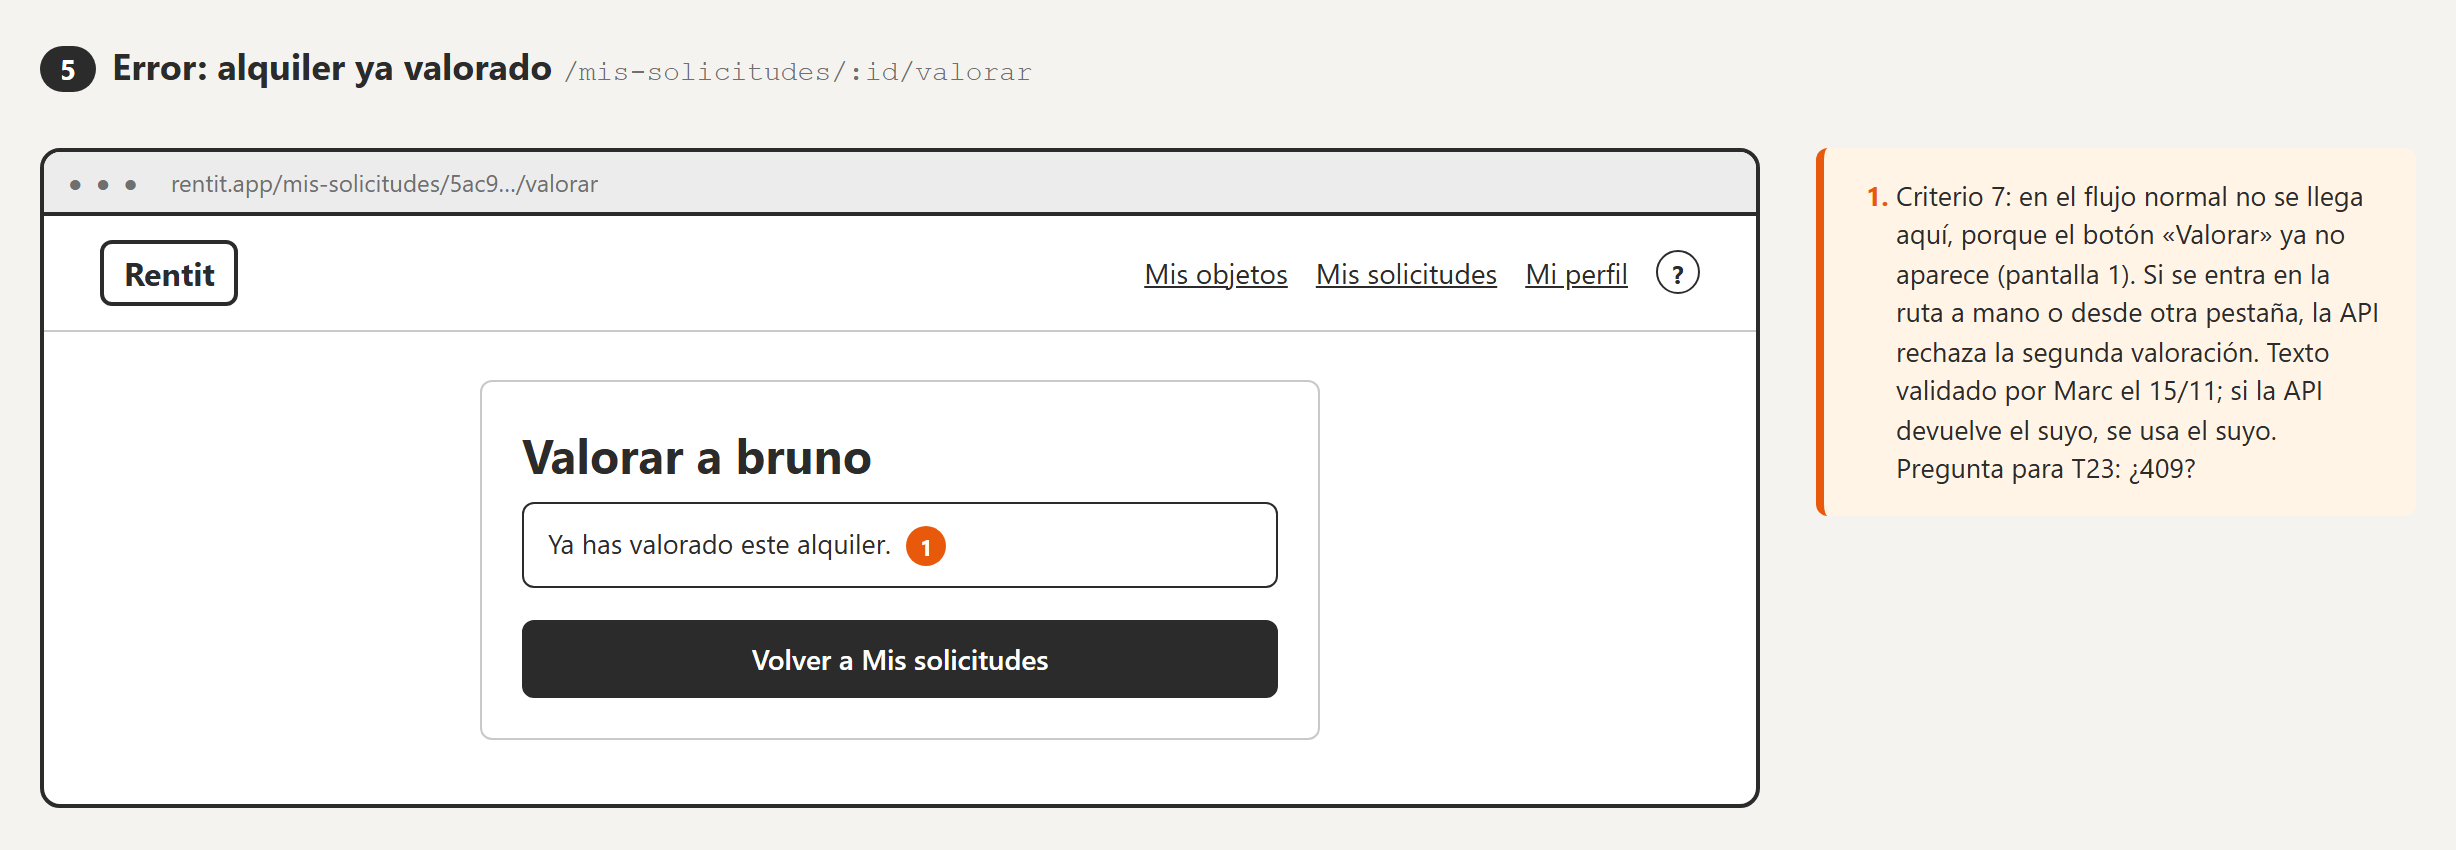 5 Error: alquiler ya valorado /mis-solicitudes/:id/valorar
rentit.app/mis-solicitudes/5ac9.../valorar
Rentit
Mis objetos Mis solicitudes Mi perfil ?
Valorar a bruno
Ya has valorado este alquiler. 1
Volver a Mis solicitudes
1. Criterio 7: en el flujo normal no se llega
aquí, porque el botón «Valorar» ya no
aparece (pantalla 1). Si se entra en la
ruta a mano o desde otra pestaña, la API
rechaza la segunda valoración. Texto
validado por Marc el 15/11; si la API
devuelve el suyo, se usa el suyo.
Pregunta para T23: ¿409?